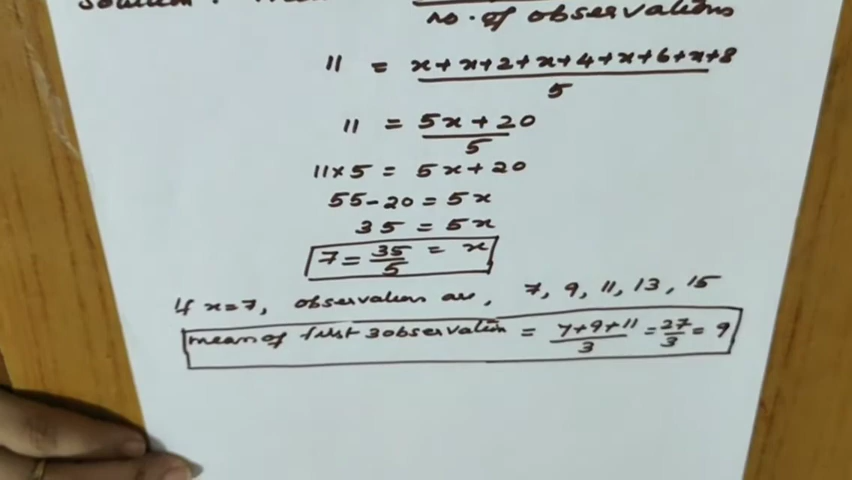 Solution :
no. of observations
11 = x+x+2+x+4+x+6+x+8
5
11 = 5x+20
5
11×5 = 5x+20
55-20 = 5x
35 = 5x
7 = 35/5 = x
If x=7, observation are, 7, 9, 11, 13, 15
mean of first 3observation = 7+9+11/3 = 27/3 = 9